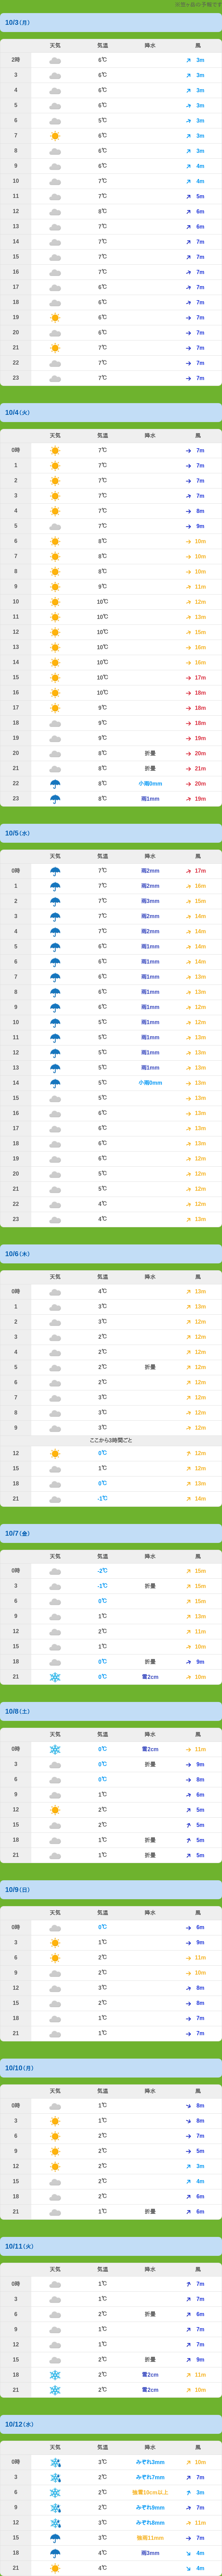 ※間ヶ岳の予報です
10/3(月)
天気 気温 降水 風
2時 6℃ 3m
3 6℃ 3m
4 6℃ 3m
5 6℃ 3m
6 5℃ 3m
7 6℃ 3m
8 6℃ 3m
9 6℃ 4m
10 7℃ 4m
11 7℃ 5m
12 8℃ 6m
13 7℃ 6m
14 7℃ 7m
15 7℃ 7m
16 7℃ 7m
17 6℃ 7m
18 6℃ 7m
19 6℃ 7m
20 6℃ 7m
21 7℃ 7m
22 7℃ 7m
23 7℃ 7m
10/4(火)
天気 気温 降水 風
0時 7℃ 7m
1 7℃ 7m
2 7℃ 7m
3 7℃ 7m
4 7℃ 8m
5 7℃ 9m
6 8℃ 10m
7 8℃ 10m
8 8℃ 10m
9 9℃ 11m
10 10℃ 12m
11 10℃ 13m
12 10℃ 15m
13 10℃ 16m
14 10℃ 16m
15 10℃ 17m
16 10℃ 18m
17 9℃ 18m
18 9℃ 18m
19 9℃ 19m
20 8℃ 折曇 20m
21 8℃ 折曇 21m
22 8℃ 小雨0mm 20m
23 8℃ 雨1mm 19m
10/5(水)
天気 気温 降水 風
0時 7℃ 雨2mm 17m
1 7℃ 雨2mm 16m
2 7℃ 雨3mm 15m
3 7℃ 雨2mm 14m
4 7℃ 雨2mm 14m
5 6℃ 雨1mm 14m
6 6℃ 雨1mm 14m
7 6℃ 雨1mm 13m
8 6℃ 雨1mm 13m
9 6℃ 雨1mm 12m
10 5℃ 雨1mm 12m
11 5℃ 雨1mm 13m
12 5℃ 雨1mm 13m
13 5℃ 雨1mm 13m
14 5℃ 小雨0mm 13m
15 5℃ 13m
16 6℃ 13m
17 6℃ 13m
18 6℃ 13m
19 6℃ 12m
20 5℃ 12m
21 5℃ 12m
22 4℃ 12m
23 4℃ 13m
10/6(木)
天気 気温 降水 風
0時 4℃ 13m
1 3℃ 13m
2 3℃ 12m
3 2℃ 12m
4 2℃ 12m
5 2℃ 折曇 12m
6 2℃ 12m
7 3℃ 12m
8 3℃ 12m
9 3℃ 12m
ここから3時間ごと
12 0℃ 12m
15 1℃ 12m
18 0℃ 13m
21 -1℃ 14m
10/7(金)
天気 気温 降水 風
0時 -2℃ 15m
3 -1℃ 折曇 15m
6 0℃ 15m
9 1℃ 13m
12 2℃ 11m
15 1℃ 10m
18 0℃ 折曇 9m
21 0℃ 雪2cm 10m
10/8(土)
天気 気温 降水 風
0時 0℃ 雪2cm 11m
3 0℃ 折曇 9m
6 0℃ 8m
9 1℃ 6m
12 2℃ 5m
15 2℃ 5m
18 1℃ 折曇 5m
21 1℃ 折曇 5m
10/9(日)
天気 気温 降水 風
0時 0℃ 6m
3 1℃ 9m
6 2℃ 11m
9 2℃ 10m
12 3℃ 8m
15 2℃ 8m
18 1℃ 7m
21 1℃ 7m
10/10(月)
天気 気温 降水 風
0時 1℃ 8m
3 1℃ 8m
6 2℃ 7m
9 2℃ 5m
12 2℃ 3m
15 2℃ 4m
18 2℃ 6m
21 1℃ 折曇 6m
10/11(火)
天気 気温 降水 風
0時 1℃ 7m
3 1℃ 7m
6 2℃ 折曇 6m
9 1℃ 7m
12 1℃ 7m
15 2℃ 折曇 9m
18 2℃ 雪2cm 11m
21 2℃ 雪2cm 10m
10/12(水)
天気 気温 降水 風
0時 3℃ みぞれ3mm 10m
3 2℃ みぞれ7mm 7m
6 2℃ 強雪10cm以上 3m
9 2℃ みぞれ9mm 7m
12 3℃ みぞれ8mm 11m
15 3℃ 強雨11mm 7m
18 4℃ 雨3mm 4m
21 4℃ 4m